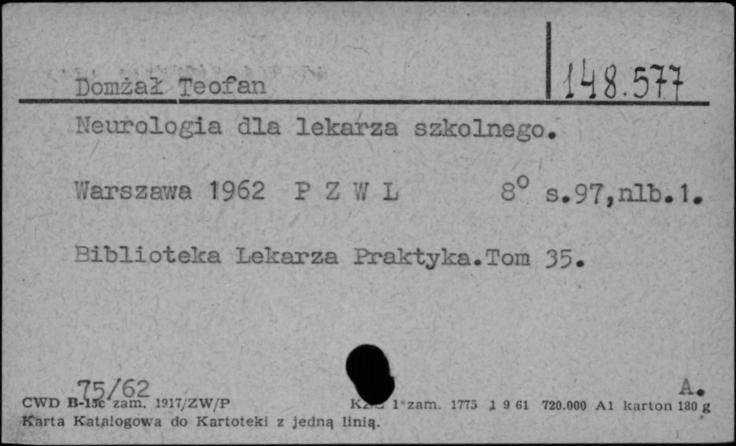 Domżał Teofan 148.577
Neurologia dla lekarza szkolnego.
Warszawa 1962 P Z W L 8° s.97,nlb.1.
Biblioteka Lekarza Praktyka.Tom 35.
75/62 A.
CWD B-15c zam. 1917/ZW/P 1 zam. 1775 1 9 61 720.000 A1 karton 180 g
Karta Katalogowa do Kartoteki z jedną linią.